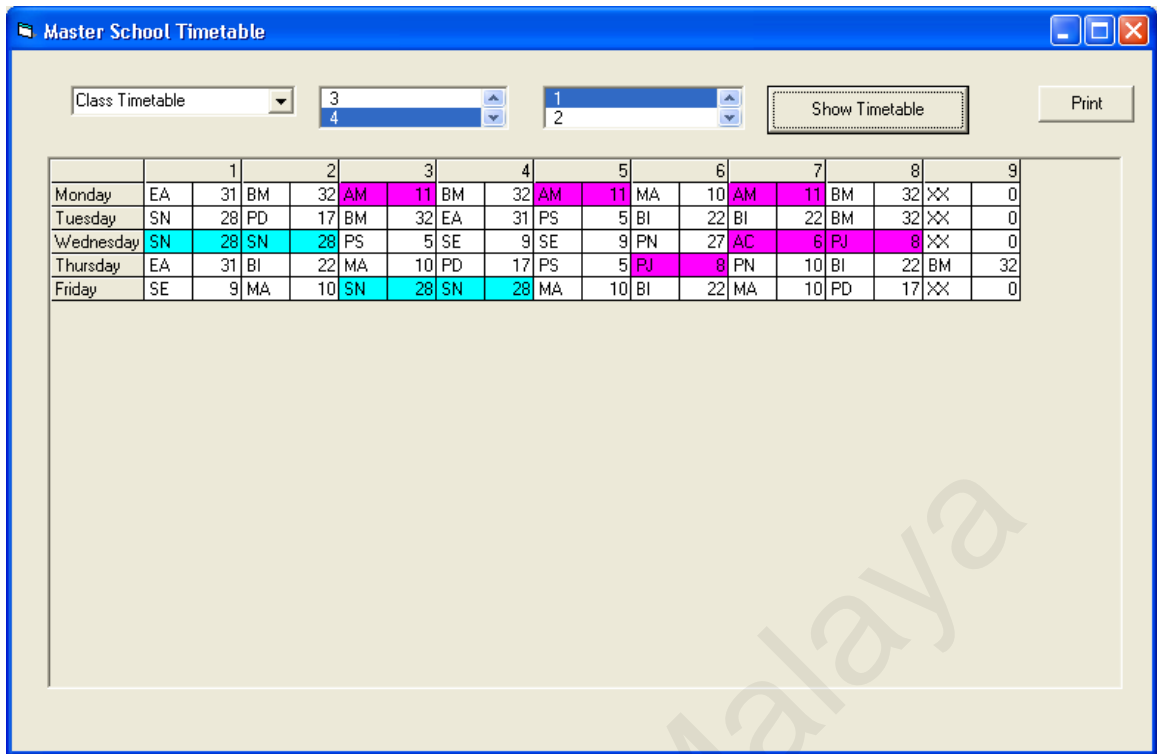 Master School Timetable
Class Timetable 3 1 Show Timetable Print
4 2
1 2 3 4 5 6 7 8 9
Monday EA 31 BM 32 AM 11 BM 32 AM 11 MA 10 AM 11 BM 32 XX 0
Tuesday SN 28 PD 17 BM 32 EA 31 PS 5 BI 22 BI 22 BM 32 XX 0
Wednesday SN 28 SN 28 PS 5 SE 9 SE 9 PN 27 AC 6 PJ 8 XX 0
Thursday EA 31 BI 22 MA 10 PD 17 PS 5 PJ 8 PN 10 BI 22 BM 32
Friday SE 9 MA 10 SN 28 SN 28 MA 10 BI 22 MA 10 PD 17 XX 0
Malaya